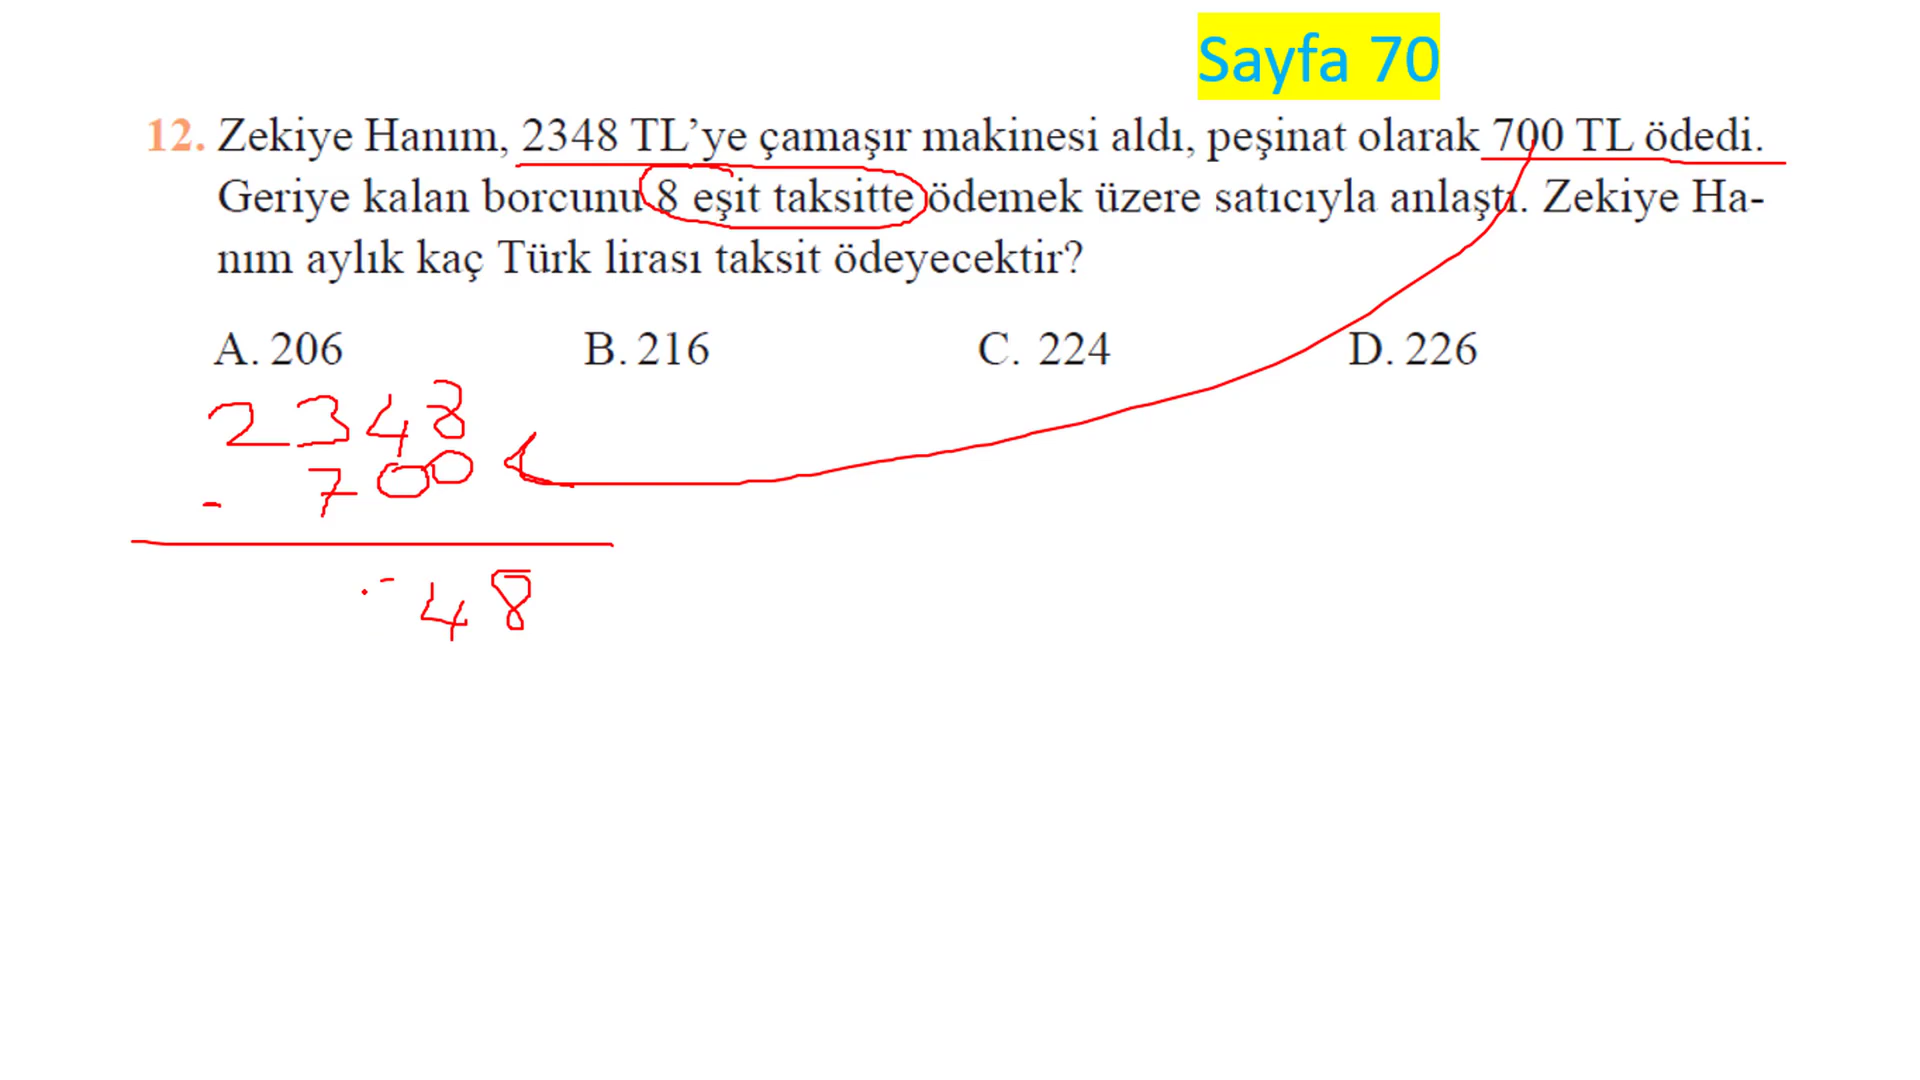 Sayfa 70
12. Zekiye Hanım, 2348 TL’ye çamaşır makinesi aldı, peşinat olarak 700 TL ödedi.
Geriye kalan borcunu 8 eşit taksitte ödemek üzere satıcıyla anlaştı. Zekiye Ha-
nım aylık kaç Türk lirası taksit ödeyecektir?
A. 206 B. 216 C. 224 D. 226
2348
- 700
48